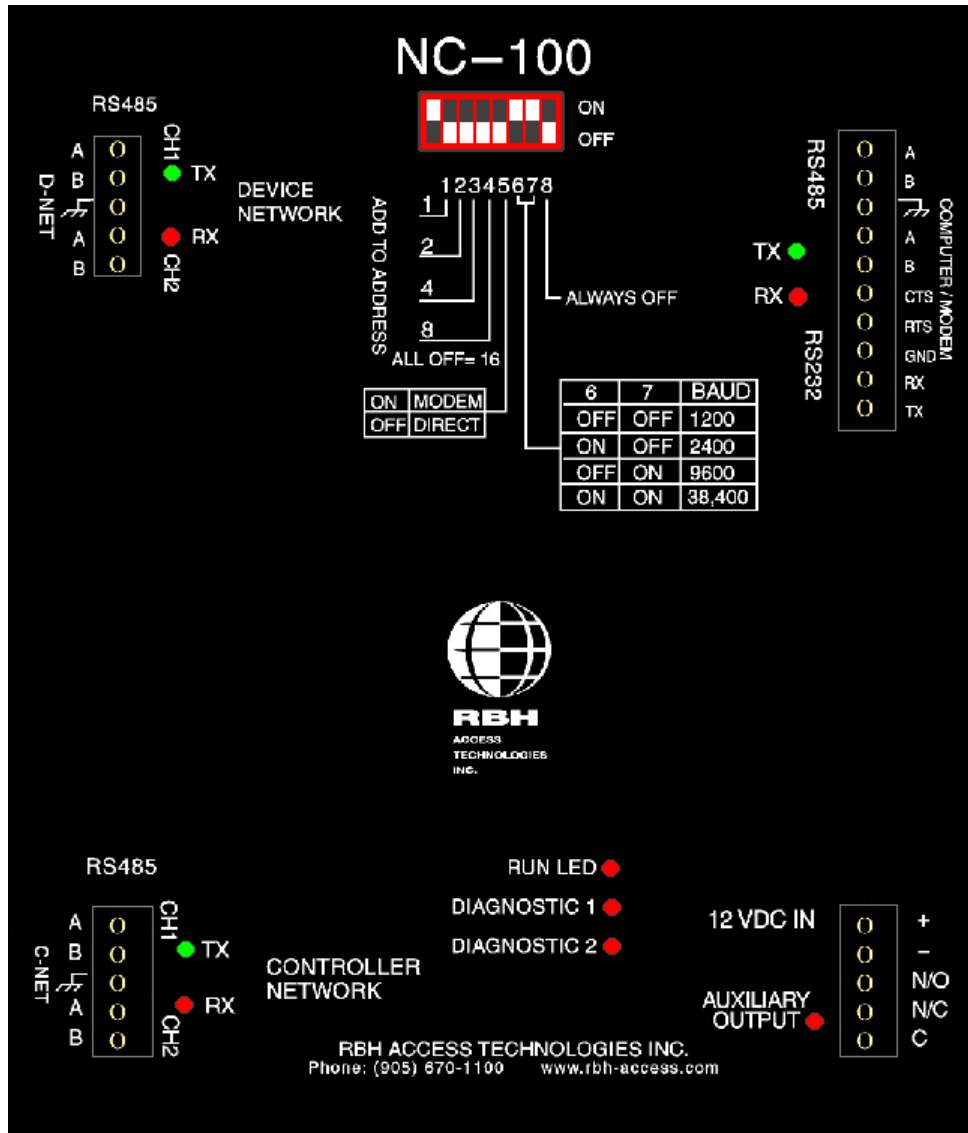 NC-100
ON
OFF
RS485
CH1
A
B
A
B
D-NET
TX
RX
CH2
DEVICE
NETWORK
12345678
ADD TO ADDRESS
1
2
4
8
ALL OFF= 16
ALWAYS OFF
ON MODEM
OFF DIRECT
6 7 BAUD
OFF OFF 1200
ON OFF 2400
OFF ON 9600
ON ON 38,400
RS485
TX
RX
RS232
A
B
A
B
CTS
RTS
GND
RX
TX
COMPUTER / MODEM
RBH
ACCESS
TECHNOLOGIES
INC.
RS485
CH1
A
B
A
B
C-NET
TX
RX
CH2
CONTROLLER
NETWORK
RUN LED
DIAGNOSTIC 1
DIAGNOSTIC 2
12 VDC IN
+
–
N/O
N/C
C
AUXILIARY
OUTPUT
RBH ACCESS TECHNOLOGIES INC.
Phone: (905) 670-1100 www.rbh-access.com